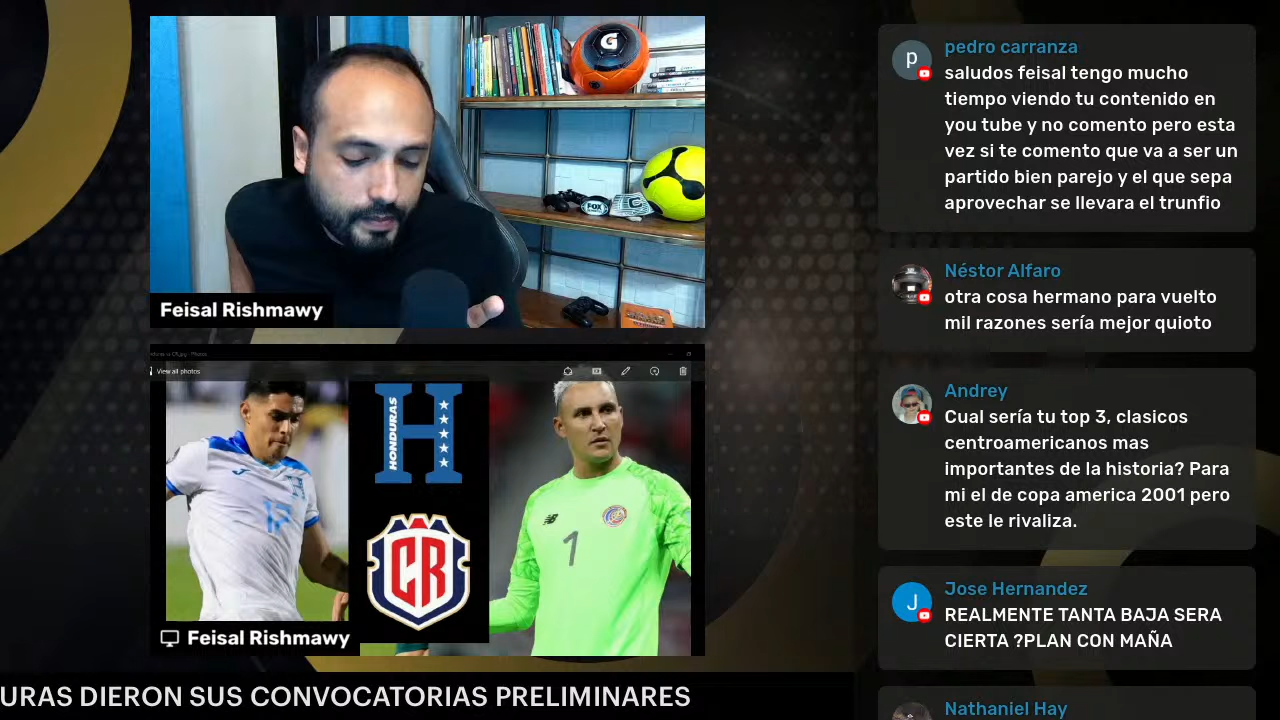 pedro carranza
saludos feisal tengo mucho
tiempo viendo tu contenido en
you tube y no comento pero esta
vez si te comento que va a ser un
partido bien parejo y el que sepa
aprovechar se llevara el trunfio
Néstor Alfaro
otra cosa hermano para vuelto
mil razones sería mejor quioto
Andrey
Cual sería tu top 3, clasicos
centroamericanos mas
importantes de la historia? Para
mi el de copa america 2001 pero
este le rivaliza.
Jose Hernandez
REALMENTE TANTA BAJA SERA
CIERTA ?PLAN CON MAÑA
Nathaniel Hay
P
J
G
FOX
Feisal Rishmawy
View all photos
HONDURAS
H
CR
12
1
Feisal Rishmawy
URAS DIERON SUS CONVOCATORIAS PRELIMINARES